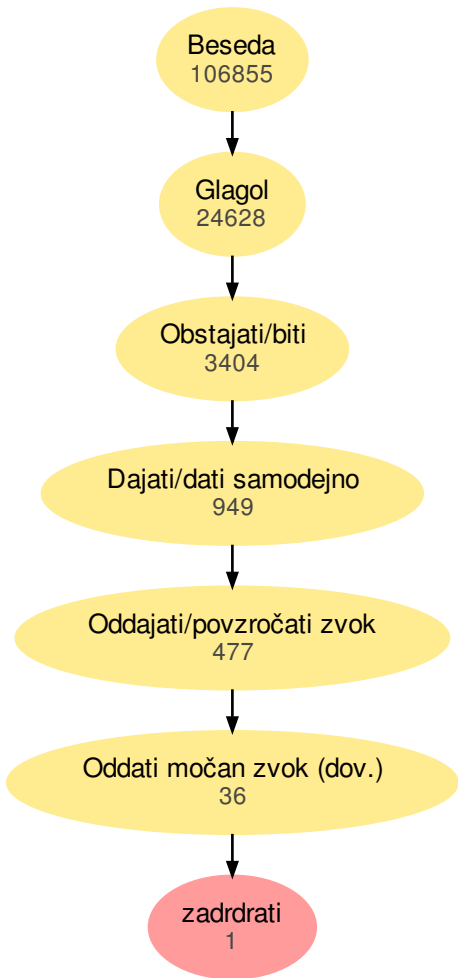 Beseda
106855
Glagol
24628
Obstajati/biti
3404
Dajati/dati samodejno
949
Oddajati/povzročati zvok
477
Oddati močan zvok (dov.)
36
zadrdrati
1